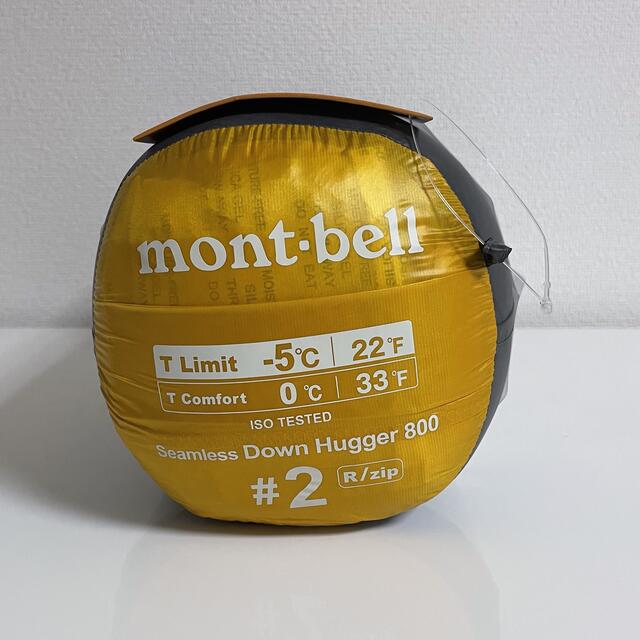 mont·bell
T Limit -5°C 22°F
T Comfort 0°C 33°F
ISO TESTED
Seamless Down Hugger 800
#2 R/zip